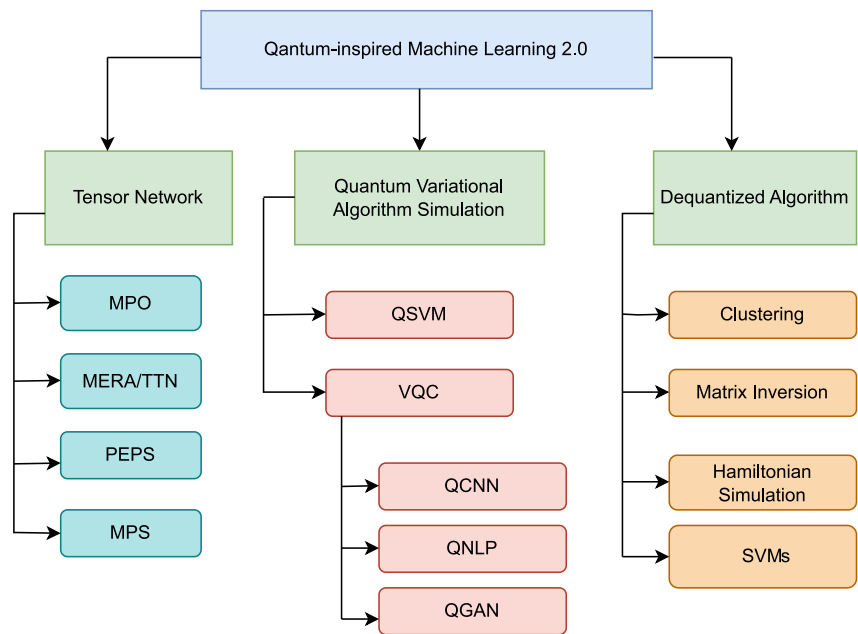 Qantum-inspired Machine Learning 2.0
Tensor Network
Quantum Variational
Algorithm Simulation
Dequantized Algorithm
MPO
MERA/TTN
PEPS
MPS
QSVM
VQC
QCNN
QNLP
QGAN
Clustering
Matrix Inversion
Hamiltonian
Simulation
SVMs